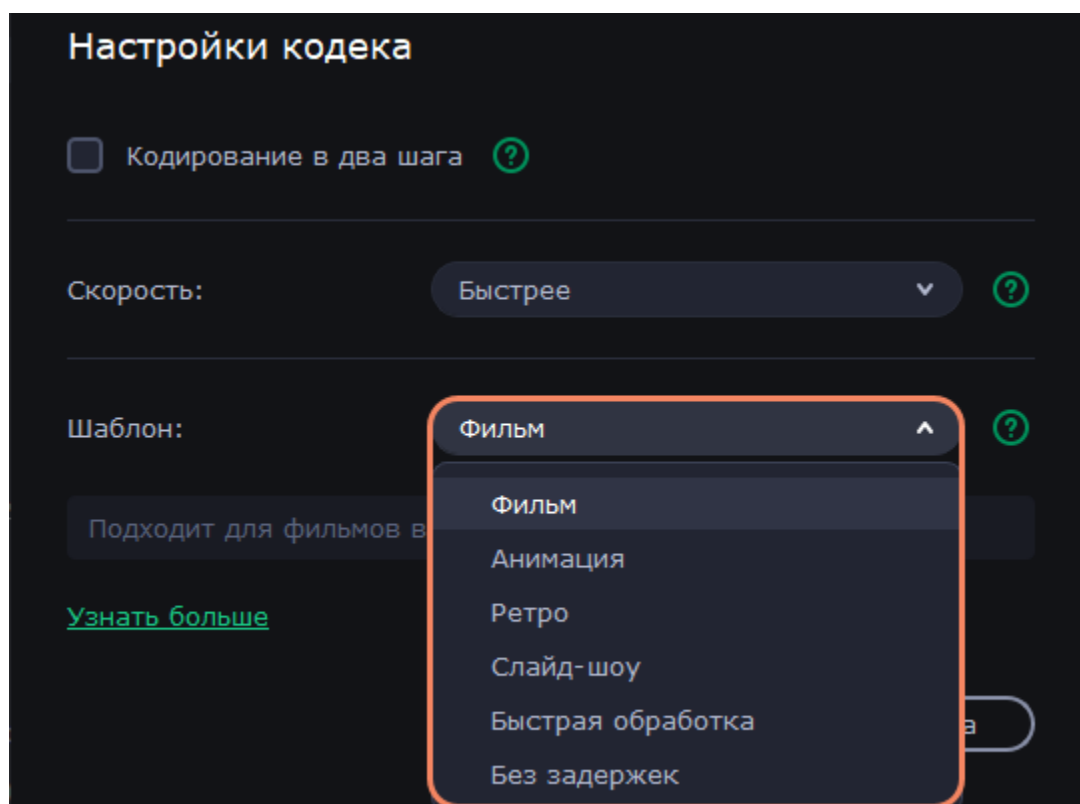 Настройки кодека
Кодирование в два шага ?
Скорость: Быстрее ?
Шаблон: Фильм ?
Фильм
Подходит для фильмов в
Анимация
Узнать больше
Ретро
Слайд-шоу
Быстрая обработка
Без задержек